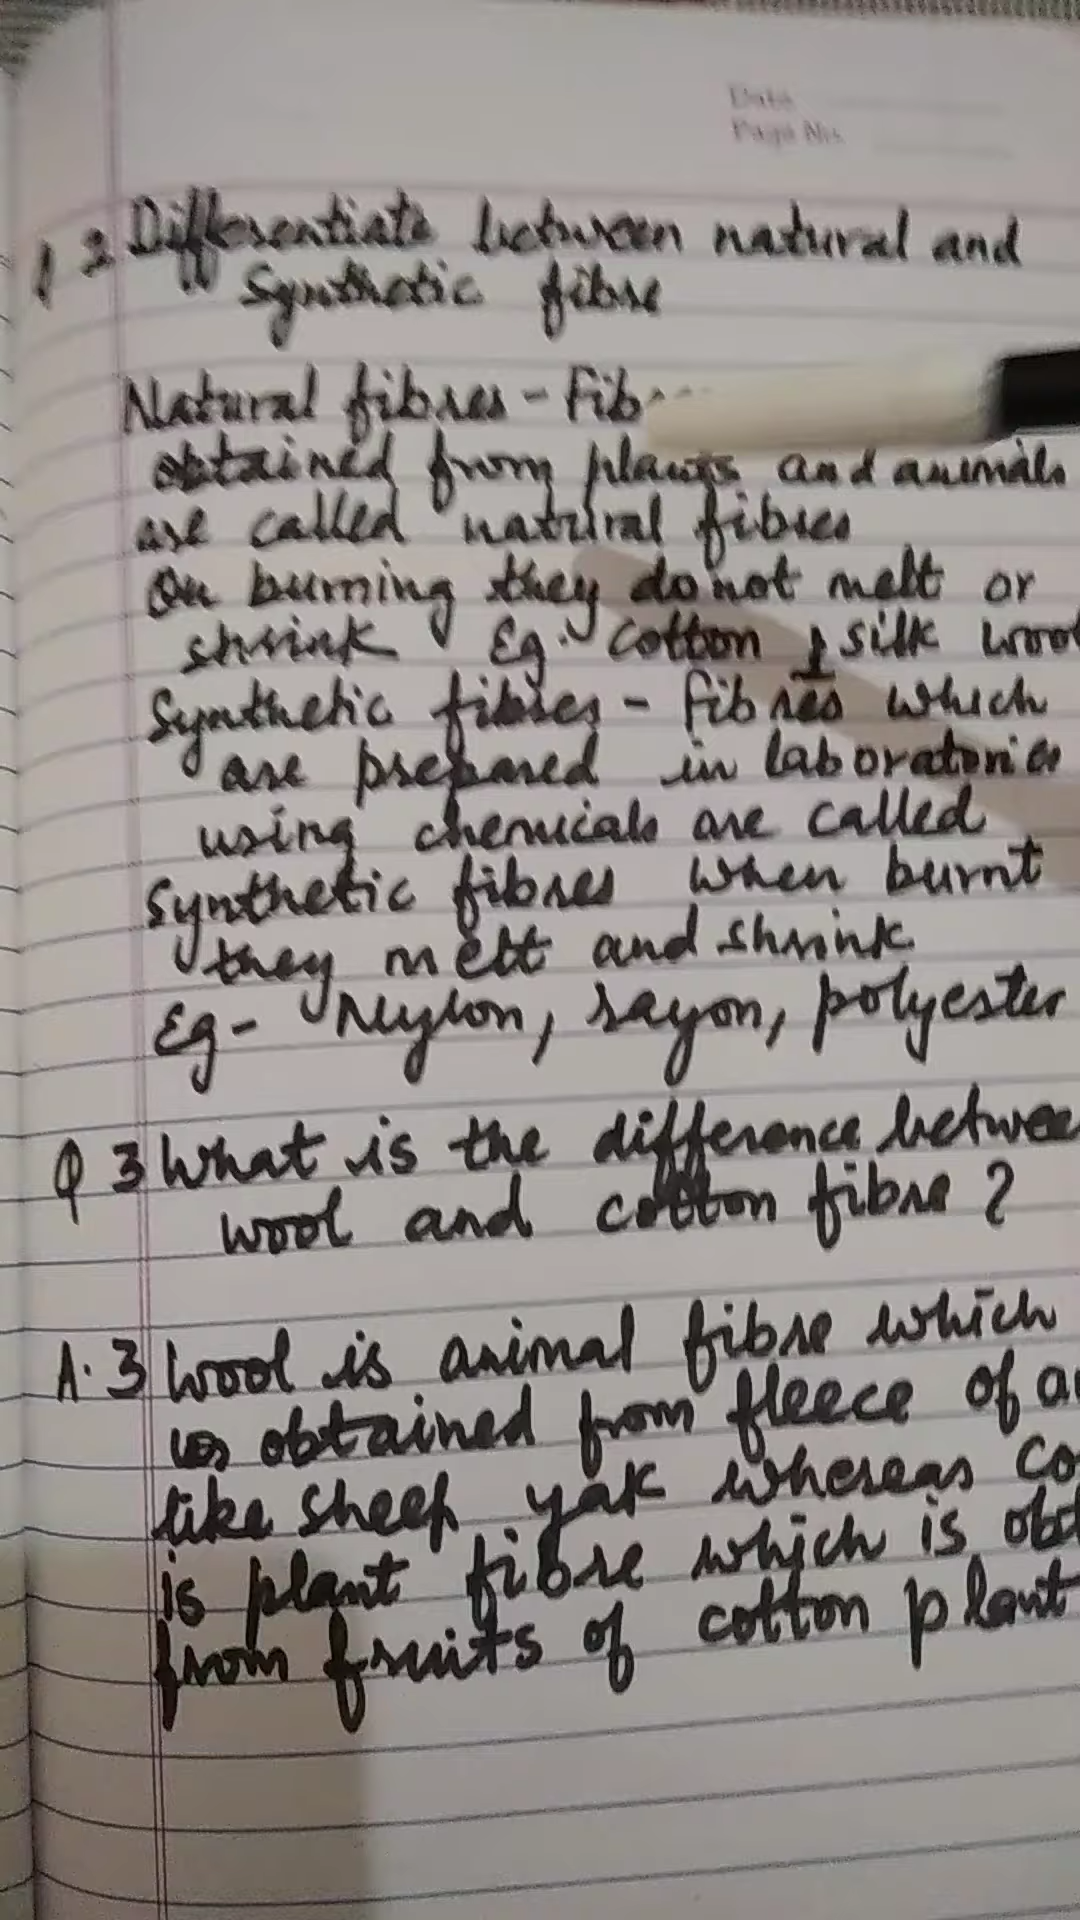 Date
Page No.
2 Differentiate between natural and
Synthetic fibre
Natural fibres - Fib
obtained from plants and animals
are called natural fibres
On burning they do not melt or
shrink Eg. Cotton, silk wool
Synthetic fibres - fibres which
are prepared in laboratories
using chemicals are called
synthetic fibres when burnt
they melt and shrink
Eg - Nylon, rayon, polyester
Q 3 What is the difference betwee
wool and cotton fibre ?
A. 3 Wool is animal fibre which
is obtained from fleece of a
like sheep yak whereas co
is plant fibre which is obt
from fruits of cotton plant